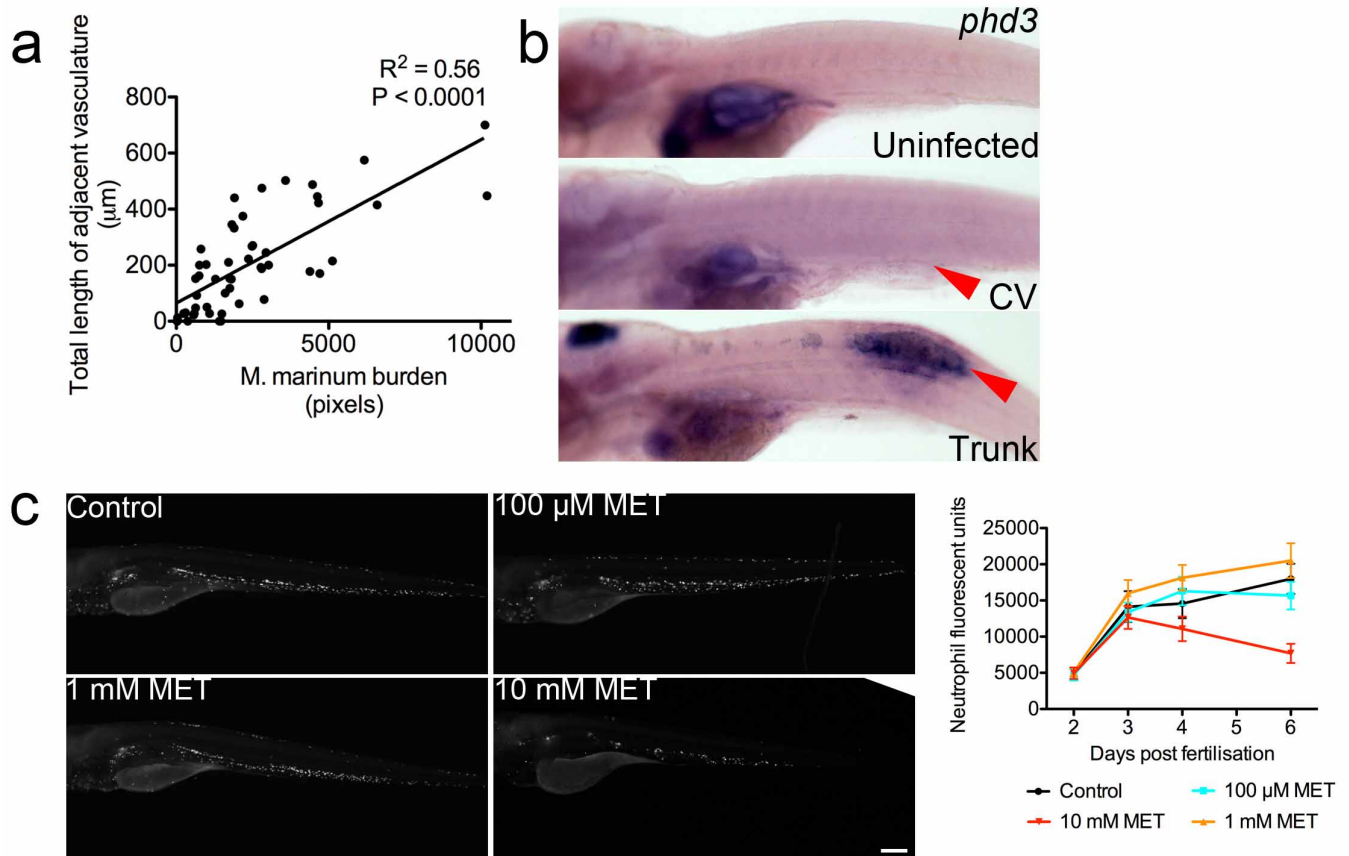 a
R² = 0.56
P < 0.0001
Total length of adjacent vasculature
(μm)
800
600
400
200
0
0 5000 10000
M. marinum burden
(pixels)
b
phd3
Uninfected
CV
Trunk
c
Control
100 μM MET
1 mM MET
10 mM MET
Neutrophil fluorescent units
25000
20000
15000
10000
5000
0
2 3 4 5 6
Days post fertilisation
Control
100 μM MET
10 mM MET
1 mM MET